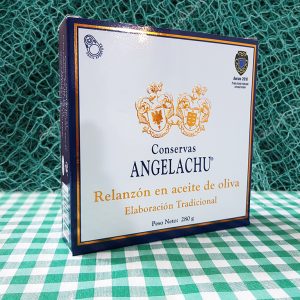 Conservas
ANGELACHU®
Relanzón en aceite de oliva
Elaboración Tradicional
Peso Neto: 280 g